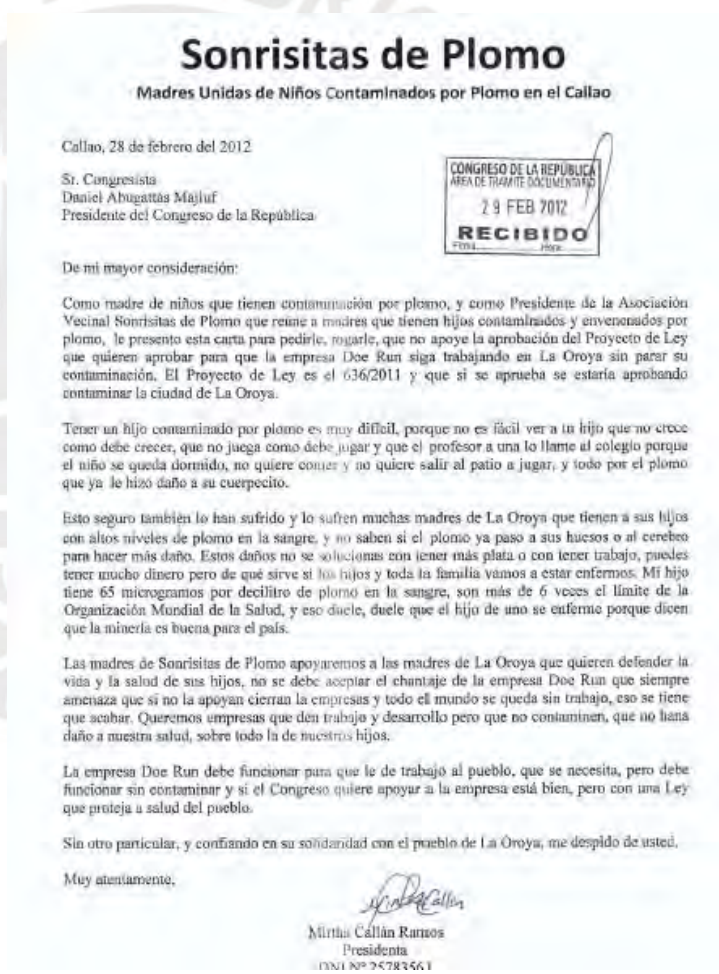 Sonrisitas de Plomo
Madres Unidas de Niños Contaminados por Plomo en el Callao
Callao, 28 de febrero del 2012
CONGRESO DE LA REPÚBLICA
AREA DE TRAMITE DOCUMENTARIO
29 FEB 2012
RECIBIDO
Firma Hora
Sr. Congresista
Daniel Abugattás Majluf
Presidente del Congreso de la República
De mi mayor consideración:
Como madre de niños que tienen contaminación por plomo, y como Presidente de la Asociación
Vecinal Sonrisitas de Plomo que reúne a madres que tienen hijos contaminados y envenenados por
plomo, le presento esta carta para pedirle, rogarle, que no apoye la aprobación del Proyecto de Ley
que quieren aprobar para que la empresa Doe Run siga trabajando en La Oroya sin parar su
contaminación. El Proyecto de Ley es el 636/2011 y que si se aprueba se estaría aprobando
contaminar la ciudad de La Oroya.
Tener un hijo contaminado por plomo es muy difícil, porque no es fácil ver a tu hijo que no crece
como debe crecer, que no juega como debe jugar y que el profesor a una lo llame al colegio porque
el niño se queda dormido, no quiere comer y no quiere salir al patio a jugar, y todo por el plomo
que ya le hizo daño a su cuerpecito.
Esto seguro también lo han sufrido y lo sufren muchas madres de La Oroya que tienen a sus hijos
con altos niveles de plomo en la sangre, y no saben si el plomo ya paso a sus huesos o al cerebro
para hacer más daño. Estos daños no se solucionas con tener más plata o con tener trabajo, puedes
tener mucho dinero pero de qué sirve si los hijos y toda la familia vamos a estar enfermos. Mi hijo
tiene 65 microgramos por decilitro de plomo en la sangre, son más de 6 veces el límite de la
Organización Mundial de la Salud, y eso duele, duele que el hijo de uno se enferme porque dicen
que la minería es buena para el país.
Las madres de Sonrisitas de Plomo apoyaremos a las madres de La Oroya que quieren defender la
vida y la salud de sus hijos, no se debe aceptar el chantaje de la empresa Doe Run que siempre
amenaza que si no la apoyan cierran la empresas y todo el mundo se queda sin trabajo, eso se tiene
que acabar. Queremos empresas que den trabajo y desarrollo pero que no contaminen, que no hana
daño a nuestra salud, sobre todo la de nuestros hijos.
La empresa Doe Run debe funcionar para que le de trabajo al pueblo, que se necesita, pero debe
funcionar sin contaminar y si el Congreso quiere apoyar a la empresa está bien, pero con una Ley
que proteja a salud del pueblo.
Sin otro particular, y confiando en su solidaridad con el pueblo de La Oroya, me despido de usted.
Muy atentamente,
Mirtha Callán Ramos
Presidenta
DNI N° 25783561